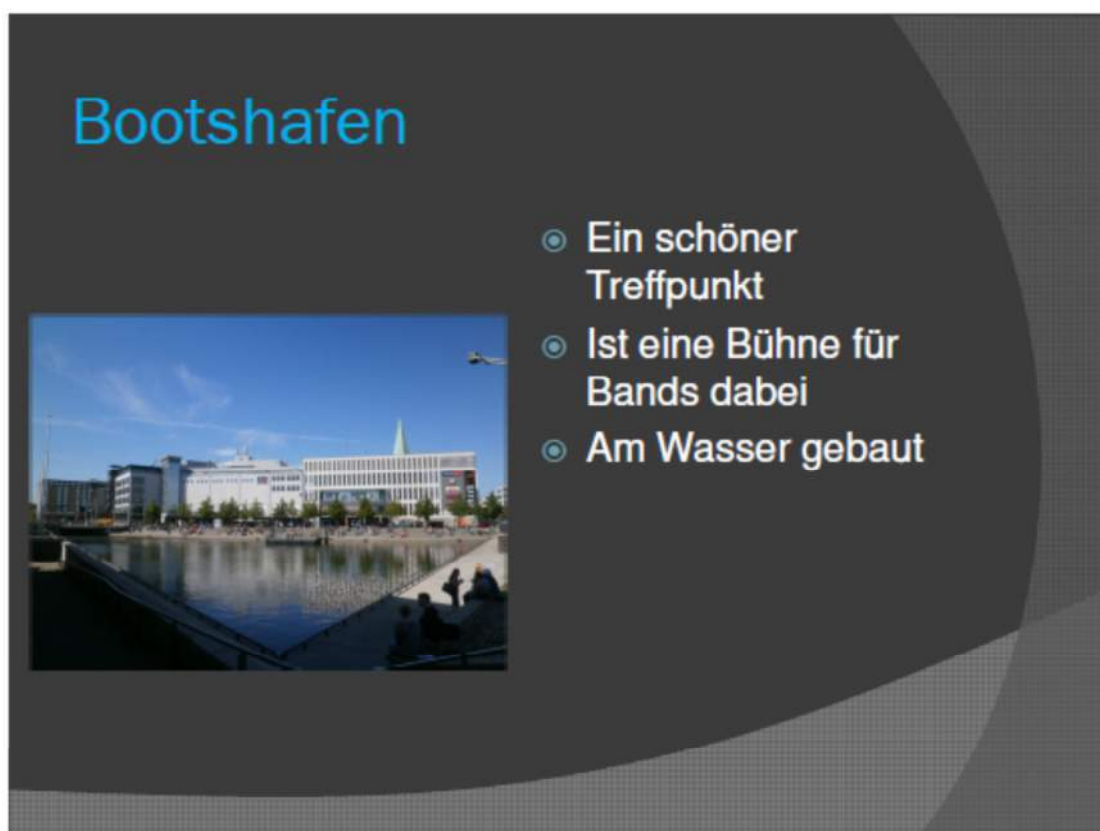 Bootshafen
Ein schöner
Treffpunkt
Ist eine Bühne für
Bands dabei
Am Wasser gebaut